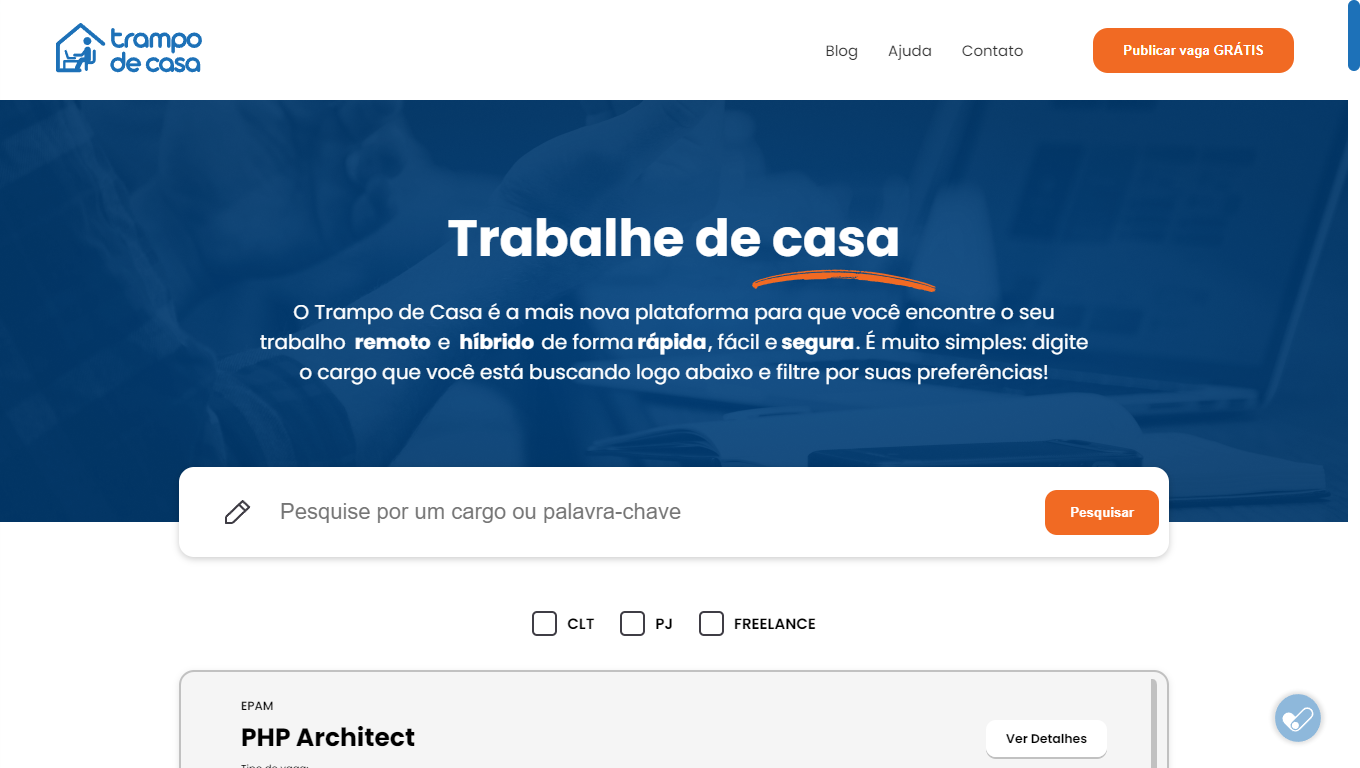 trampo
de casa
Blog Ajuda Contato Publicar vaga GRÁTIS
Trabalhe de casa
O Trampo de Casa é a mais nova plataforma para que você encontre o seu
trabalho remoto e híbrido de forma rápida, fácil e segura. É muito simples: digite
o cargo que você está buscando logo abaixo e filtre por suas preferências!
Pesquise por um cargo ou palavra-chave Pesquisar
CLT PJ FREELANCE
EPAM
PHP Architect
Ver Detalhes
Tipo de vaga: